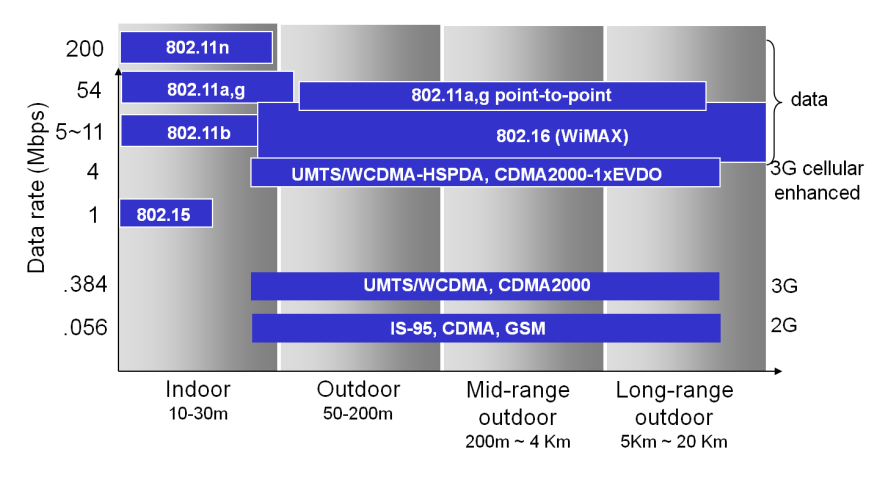 200
802.11n
54
802.11a,g
802.11a,g point-to-point
data
5~11
802.11b
802.16 (WiMAX)
4
UMTS/WCDMA-HSPDA, CDMA2000-1xEVDO
3G cellular
enhanced
1
802.15
Data rate (Mbps)
.384
UMTS/WCDMA, CDMA2000
3G
.056
IS-95, CDMA, GSM
2G
Indoor
10-30m
Outdoor
50-200m
Mid-range
outdoor
200m ~ 4 Km
Long-range
outdoor
5Km ~ 20 Km